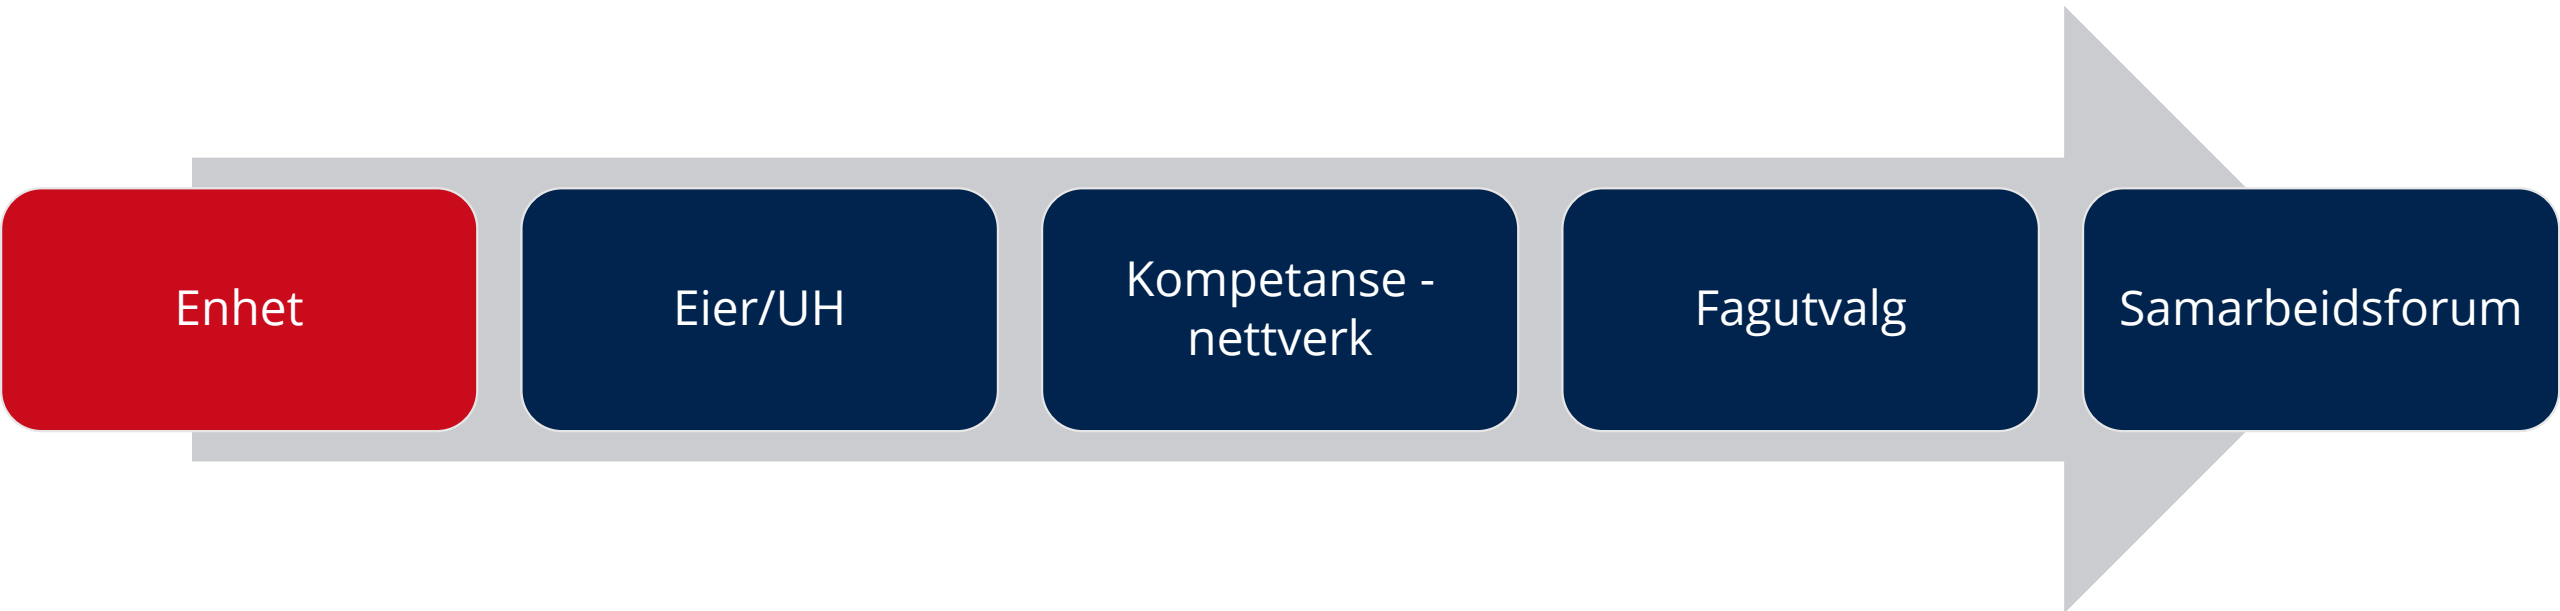 Enhet
Eier/UH
Kompetanse -
nettverk
Fagutvalg
Samarbeidsforum